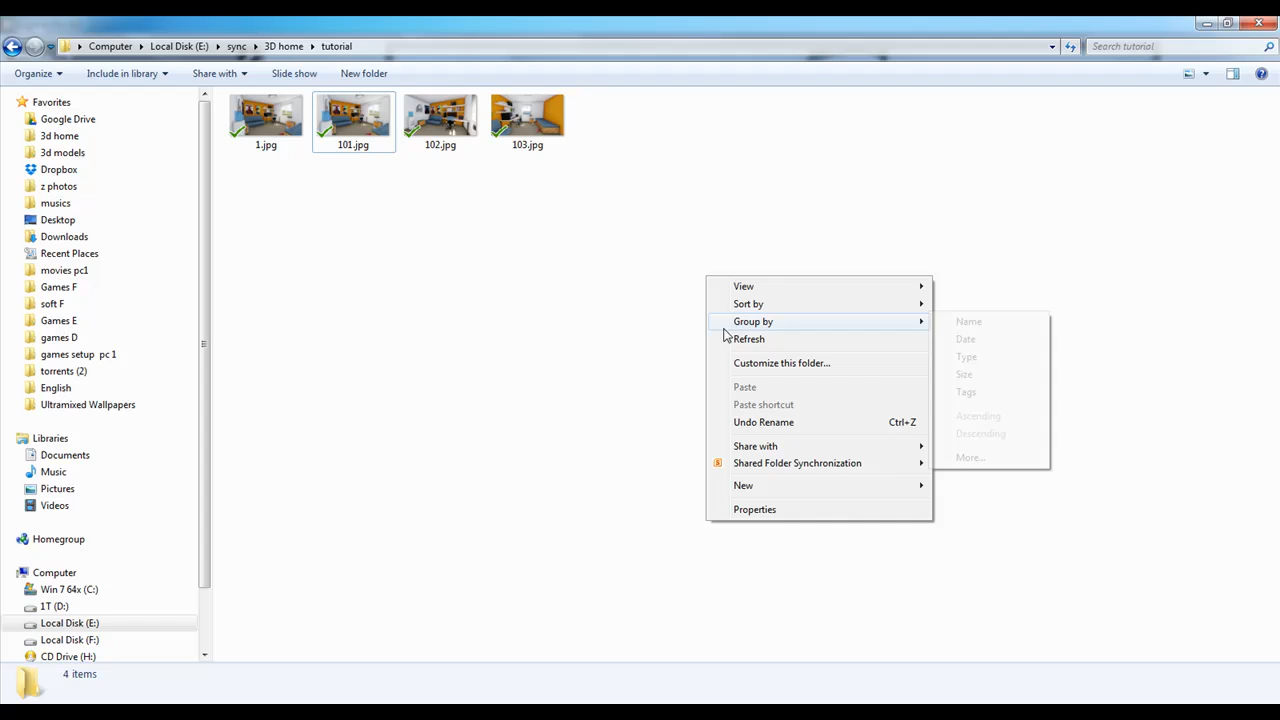 Computer Local Disk (E:) sync 3D home tutorial
Search tutorial
Organize Include in library Share with Slide show New folder
Favorites
Google Drive
3d home
3d models
Dropbox
z photos
musics
Desktop
Downloads
Recent Places
movies pc1
Games F
soft F
Games E
games D
games setup pc 1
torrents (2)
English
Ultramixed Wallpapers
Libraries
Documents
Music
Pictures
Videos
Homegroup
Computer
Win 7 64x (C:)
1T (D:)
Local Disk (E:)
Local Disk (F:)
CD Drive (H:)
1.jpg 101.jpg 102.jpg 103.jpg
View
Sort by
Group by
Refresh
Customize this folder...
Paste
Paste shortcut
Undo Rename Ctrl+Z
Share with
Shared Folder Synchronization
New
Properties
Name
Date
Type
Size
Tags
Ascending
Descending
More...
4 items